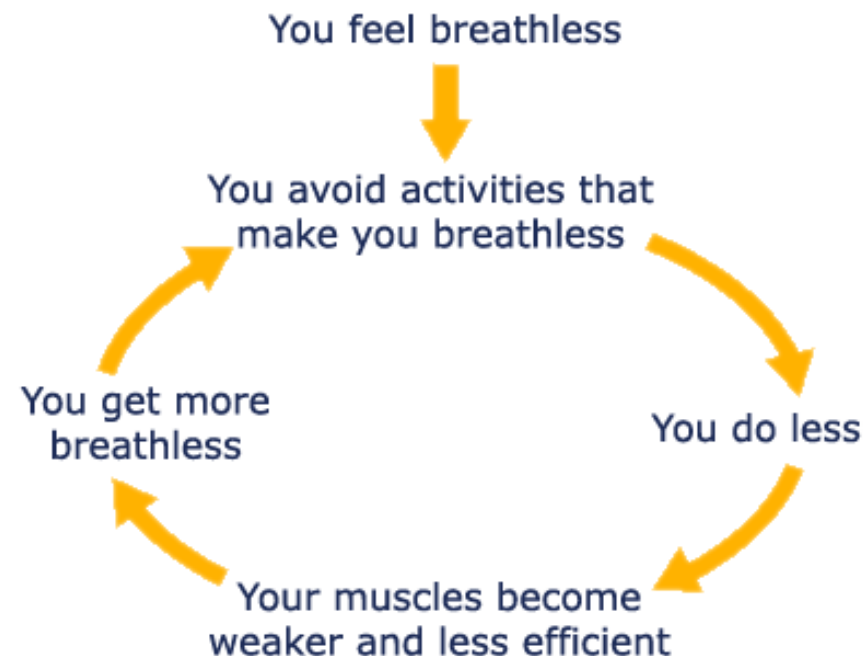 You feel breathless
You avoid activities that
make you breathless
You do less
Your muscles become
weaker and less efficient
You get more
breathless